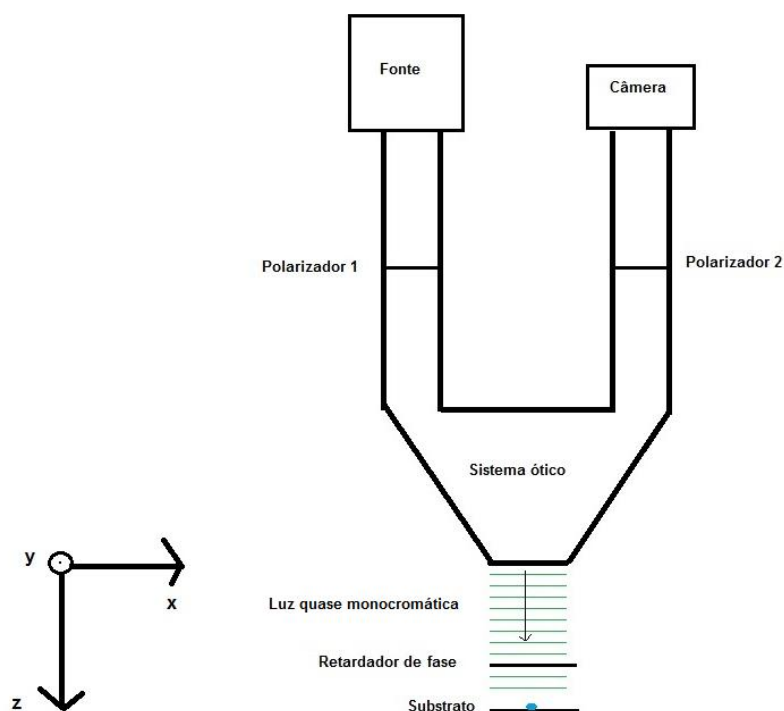 Fonte
Câmera
Polarizador 1
Polarizador 2
Sistema ótico
y
x
Luz quase monocromática
Retardador de fase
z
Substrato